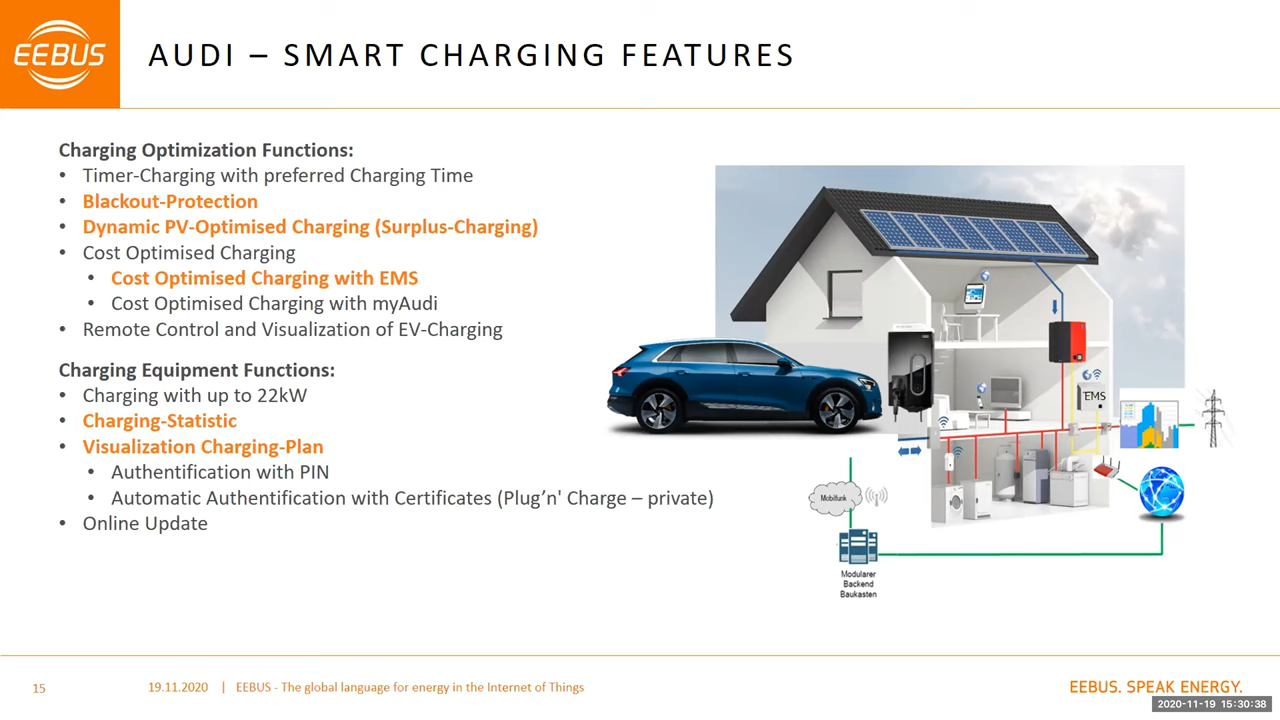 EEBUS
AUDI – SMART CHARGING FEATURES
Charging Optimization Functions:
• Timer-Charging with preferred Charging Time
• Blackout-Protection
• Dynamic PV-Optimised Charging (Surplus-Charging)
• Cost Optimised Charging
• Cost Optimised Charging with EMS
• Cost Optimised Charging with myAudi
• Remote Control and Visualization of EV-Charging
Charging Equipment Functions:
• Charging with up to 22kW
• Charging-Statistic
• Visualization Charging-Plan
• Authentification with PIN
• Automatic Authentification with Certificates (Plug’n' Charge – private)
• Online Update
EMS
Mobilfunk
Modularer
Backend
Baukasten
15
19.11.2020 | EEBUS - The global language for energy in the Internet of Things
EEBUS. SPEAK ENERGY.
2020-11-19 15:30:38